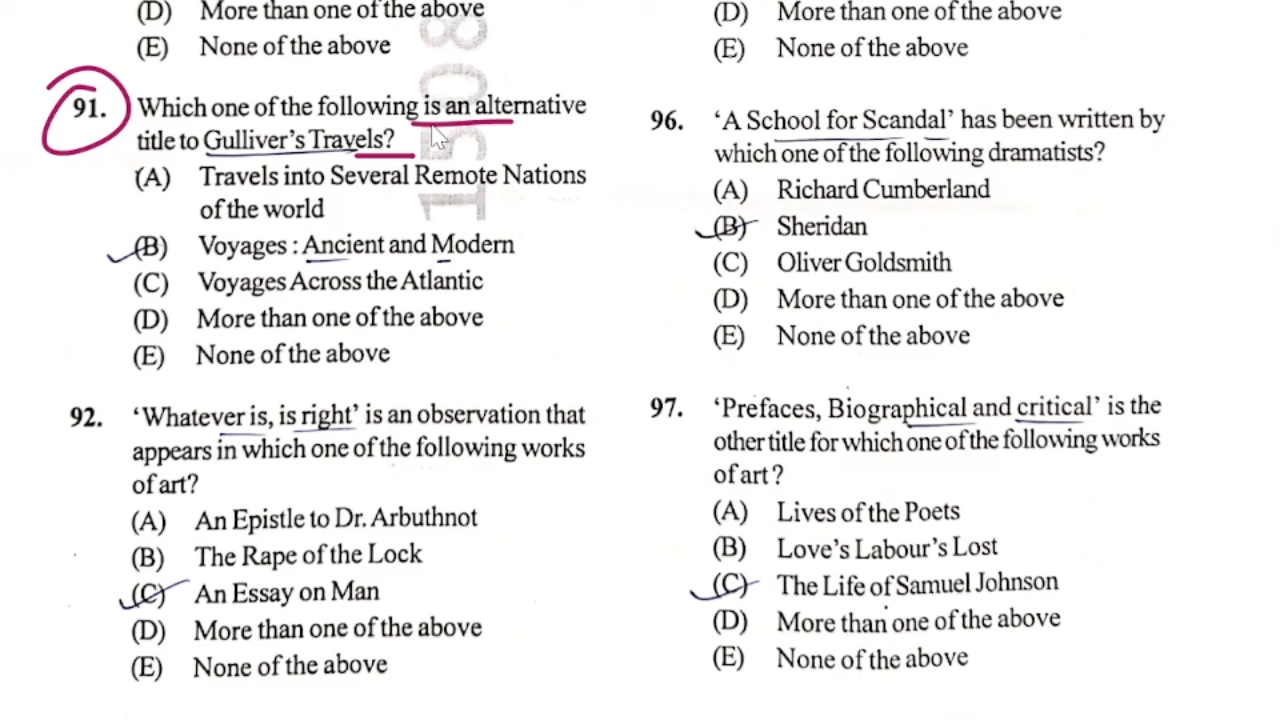 (D) More than one of the above
(E) None of the above
91. Which one of the following is an alternative
title to Gulliver's Travels?
(A) Travels into Several Remote Nations
of the world
(B) Voyages : Ancient and Modern
(C) Voyages Across the Atlantic
(D) More than one of the above
(E) None of the above
92. 'Whatever is, is right' is an observation that
appears in which one of the following works
of art?
(A) An Epistle to Dr. Arbuthnot
(B) The Rape of the Lock
(C) An Essay on Man
(D) More than one of the above
(E) None of the above
(D) More than one of the above
(E) None of the above
96. 'A School for Scandal' has been written by
which one of the following dramatists?
(A) Richard Cumberland
(B) Sheridan
(C) Oliver Goldsmith
(D) More than one of the above
(E) None of the above
97. 'Prefaces, Biographical and critical' is the
other title for which one of the following works
of art?
(A) Lives of the Poets
(B) Love's Labour's Lost
(C) The Life of Samuel Johnson
(D) More than one of the above
(E) None of the above